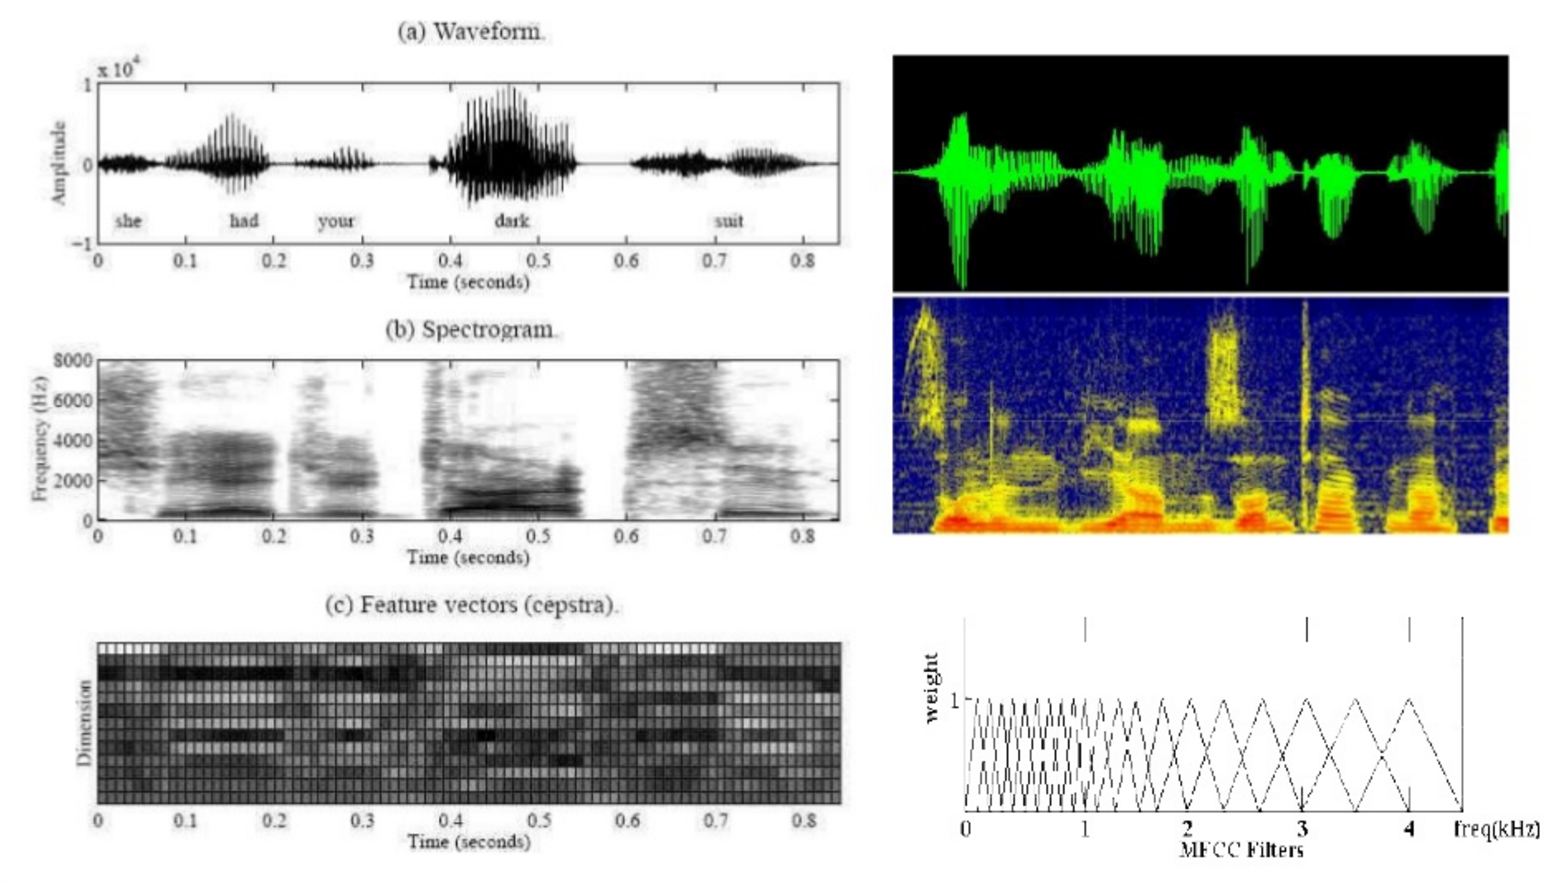 (a) Waveform.
x 10⁴
1
0
−1
Amplitude
she had your dark suit
0 0.1 0.2 0.3 0.4 0.5 0.6 0.7 0.8
Time (seconds)
(b) Spectrogram.
8000
6000
4000
2000
0
Frequency (Hz)
0 0.1 0.2 0.3 0.4 0.5 0.6 0.7 0.8
Time (seconds)
(c) Feature vectors (cepstra).
Dimension
0 0.1 0.2 0.3 0.4 0.5 0.6 0.7 0.8
Time (seconds)
weight
1
0 1 2 3 4 freq(kHz)
MFCC Filters